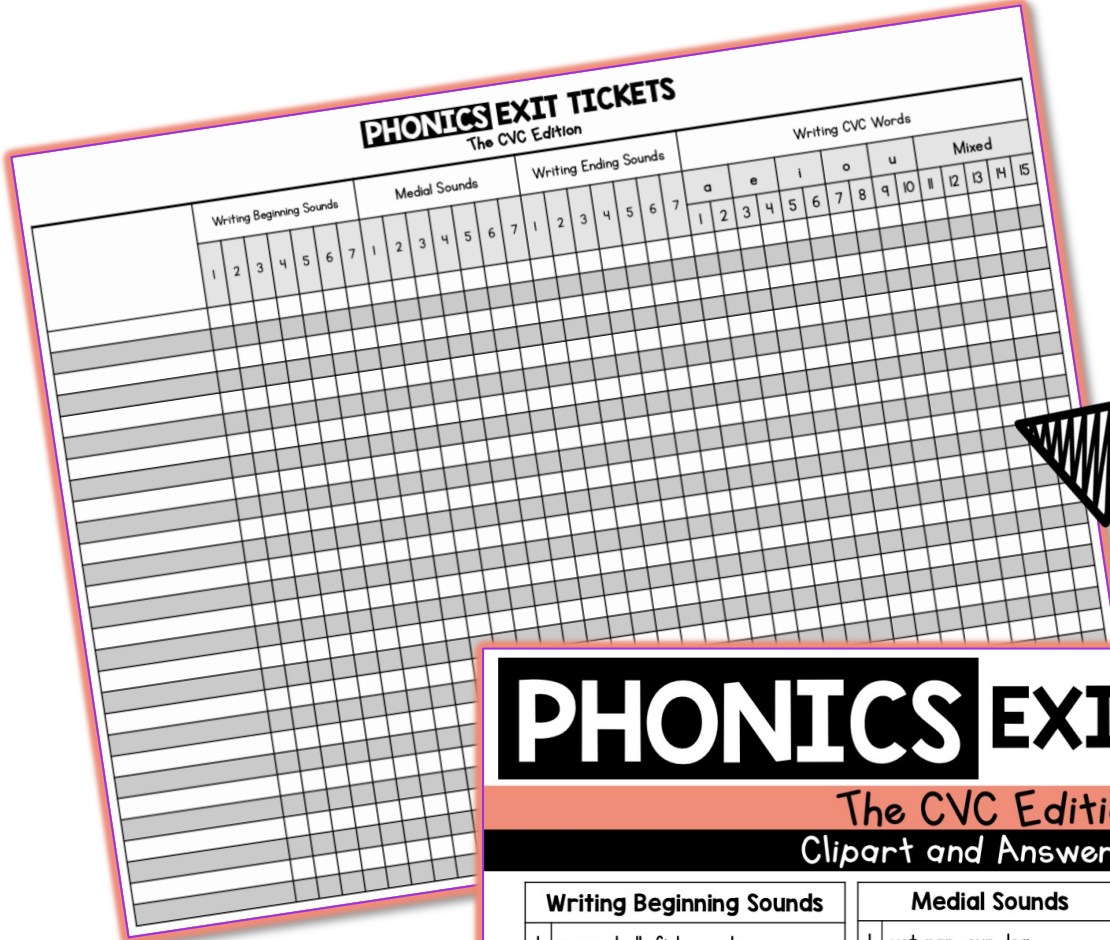 PHONICS EXIT TICKETS
The CVC Edition
Writing Beginning Sounds Medial Sounds Writing Ending Sounds Writing CVC Words
a e i o u Mixed
1 2 3 4 5 6 7 1 2 3 4 5 6 7 1 2 3 4 5 6 7 1 2 3 4 5 6 7 8 9 10 11 12 13 14 15
PHONICS EXI
The CVC Editi
Clipart and Answer
Writing Beginning Sounds Medial Sounds